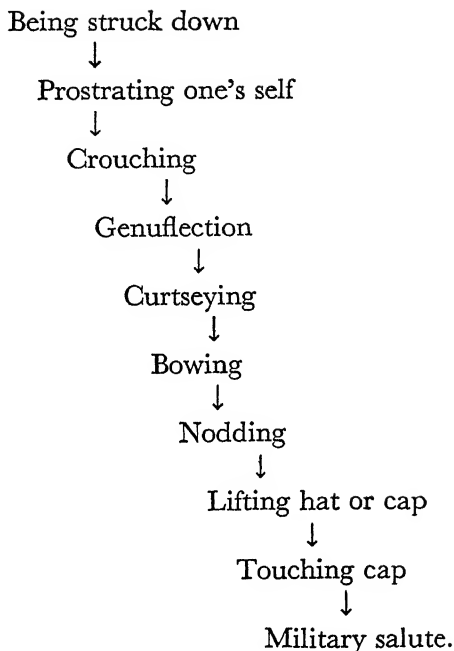 Being struck down
↓
Prostrating one's self
↓
Crouching
↓
Genuflection
↓
Curtseying
↓
Bowing
↓
Nodding
↓
Lifting hat or cap
↓
Touching cap
↓
Military salute.